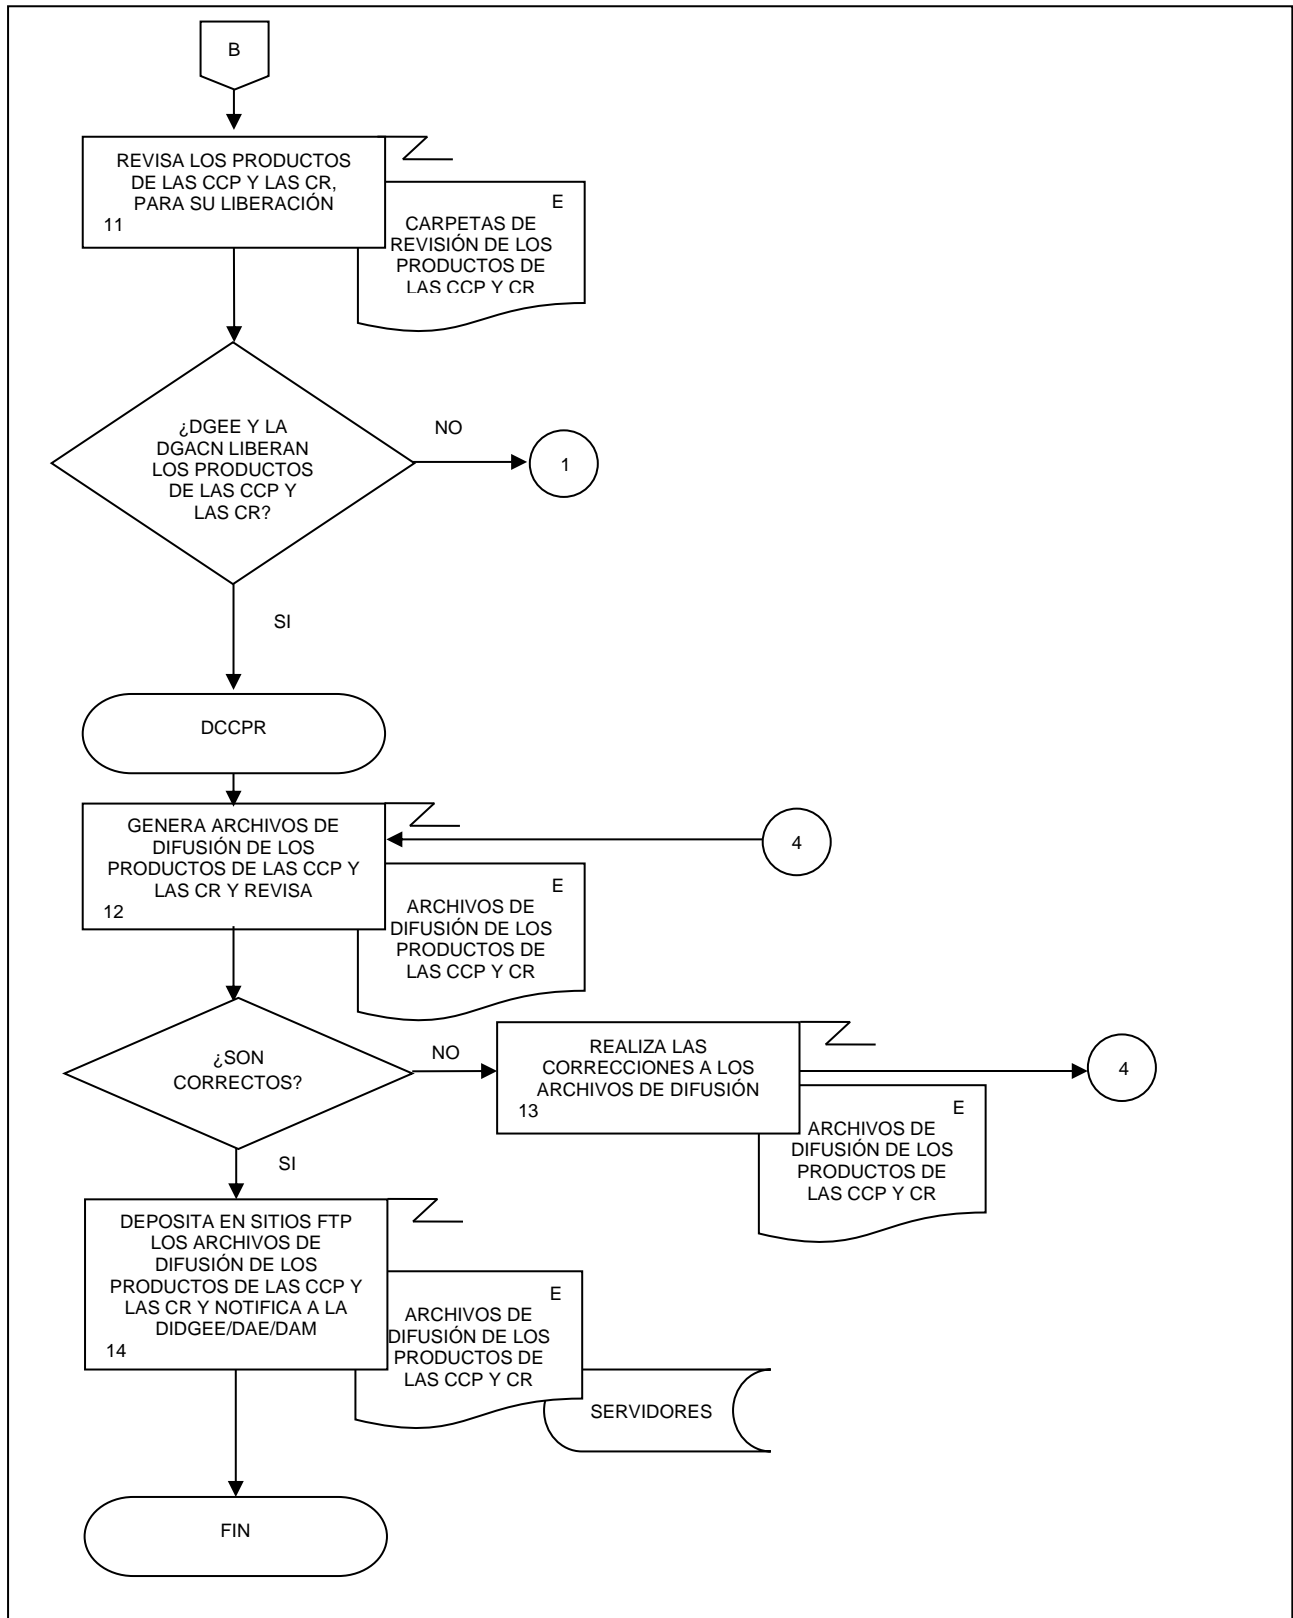 B
REVISA LOS PRODUCTOS
DE LAS CCP Y LAS CR,
PARA SU LIBERACIÓN
11
E
CARPETAS DE
REVISIÓN DE LOS
PRODUCTOS DE
LAS CCP Y CR
¿DGEE Y LA
DGACN LIBERAN
LOS PRODUCTOS
DE LAS CCP Y
LAS CR?
NO
1
SI
DCCPR
GENERA ARCHIVOS DE
DIFUSIÓN DE LOS
PRODUCTOS DE LAS CCP Y
LAS CR Y REVISA
12
4
E
ARCHIVOS DE
DIFUSIÓN DE LOS
PRODUCTOS DE
LAS CCP Y CR
¿SON
CORRECTOS?
NO
REALIZA LAS
CORRECCIONES A LOS
ARCHIVOS DE DIFUSIÓN
13
4
E
ARCHIVOS DE
DIFUSIÓN DE LOS
PRODUCTOS DE
LAS CCP Y CR
SI
DEPOSITA EN SITIOS FTP
LOS ARCHIVOS DE
DIFUSIÓN DE LOS
PRODUCTOS DE LAS CCP Y
LAS CR Y NOTIFICA A LA
DIDGEE/DAE/DAM
14
E
ARCHIVOS DE
DIFUSIÓN DE LOS
PRODUCTOS DE
LAS CCP Y CR
SERVIDORES
FIN